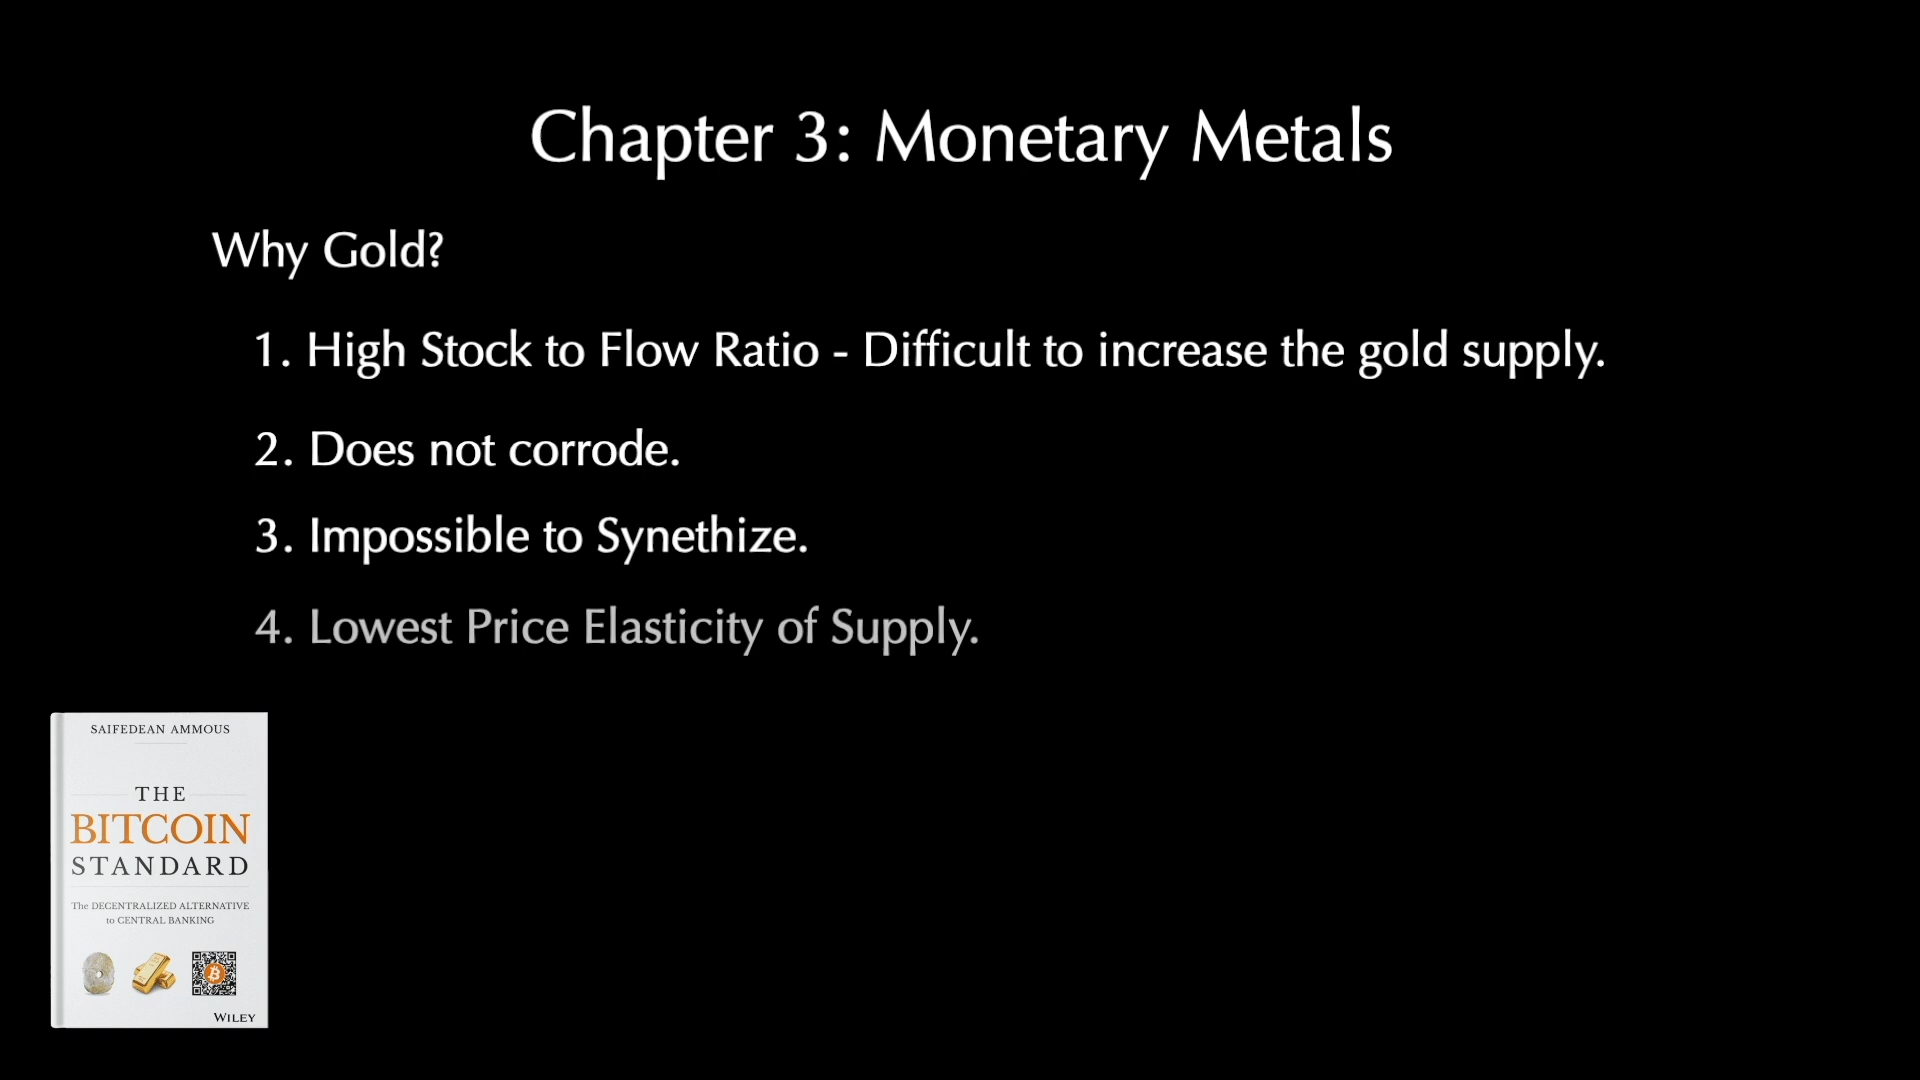 Chapter 3: Monetary Metals
Why Gold?
1. High Stock to Flow Ratio - Difficult to increase the gold supply.
2. Does not corrode.
3. Impossible to Synethize.
4. Lowest Price Elasticity of Supply.
SAIFEDEAN AMMOUS
THE
BITCOIN
STANDARD
The DECENTRALIZED ALTERNATIVE
to CENTRAL BANKING
WILEY